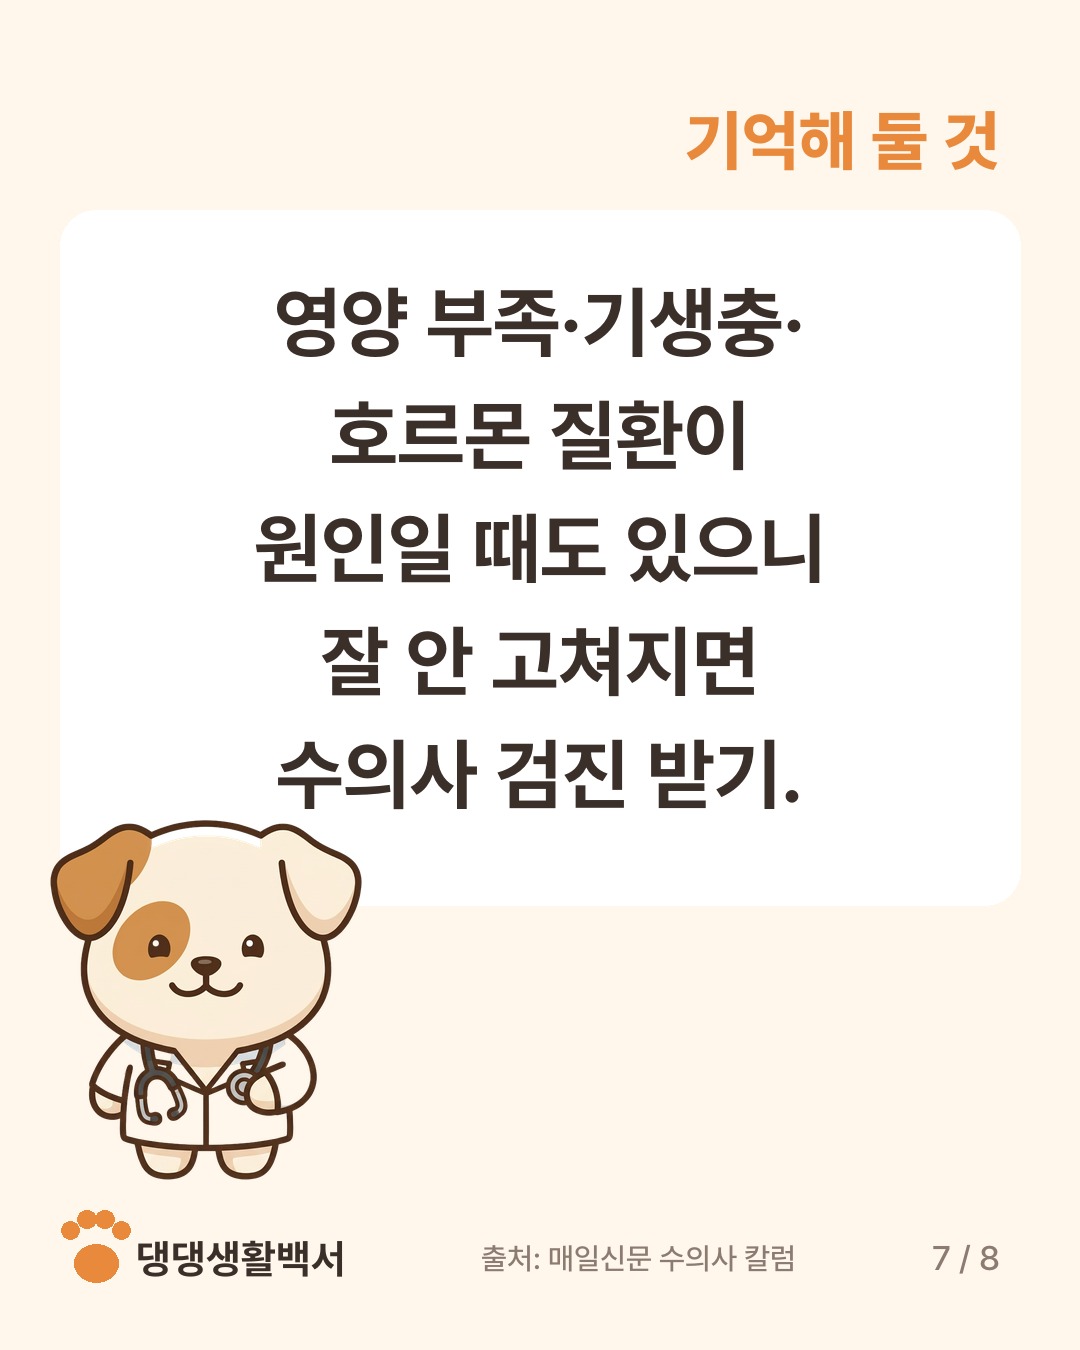 기억해 둘 것
영양 부족·기생충·
호르몬 질환이
원인일 때도 있으니
잘 안 고쳐지면
수의사 검진 받기.
댕댕생활백서
출처: 매일신문 수의사 칼럼
7 / 8